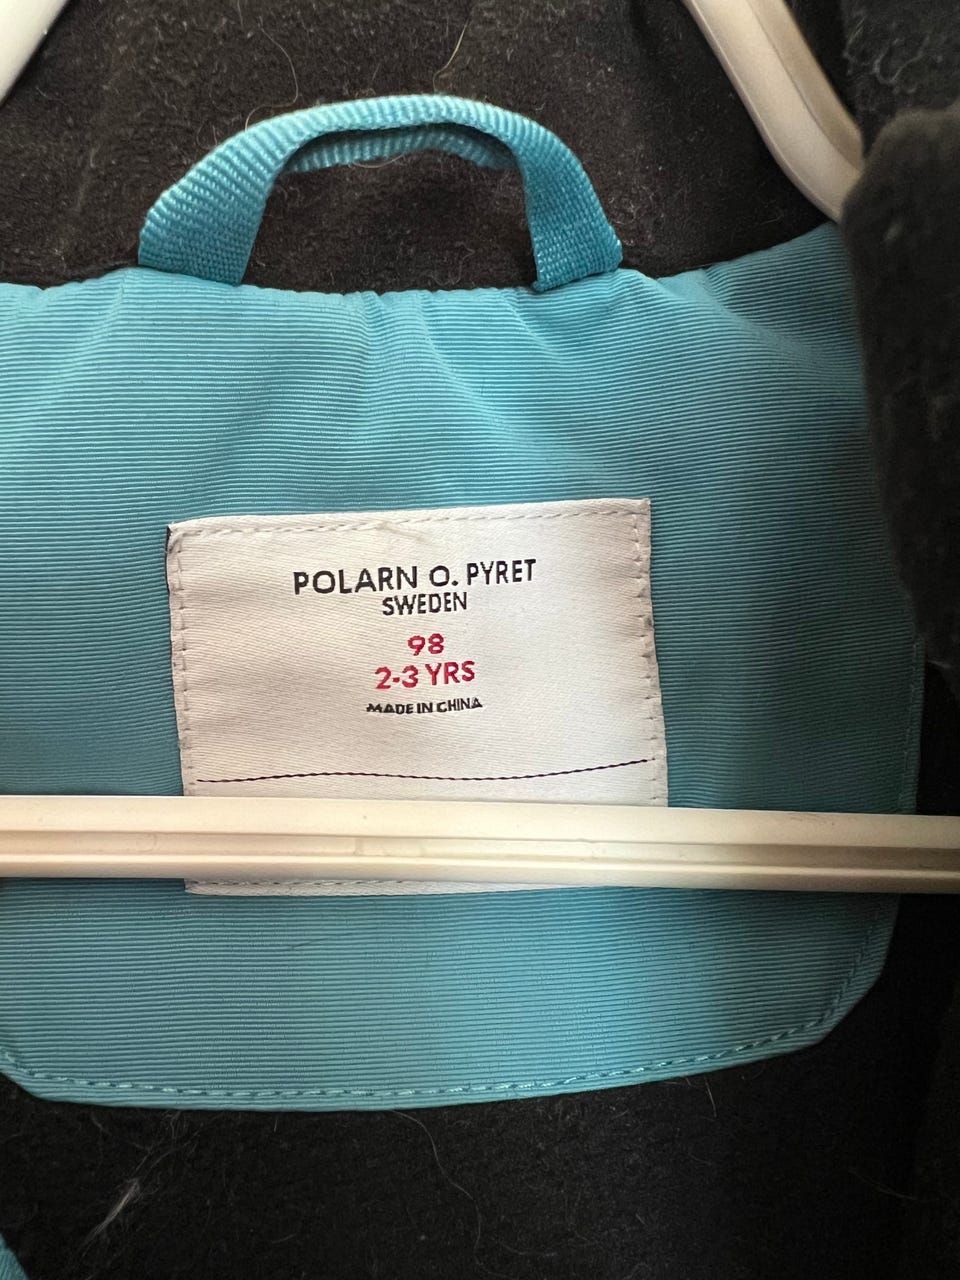 POLARN O. PYRET
SWEDEN
98
2-3 YRS
MADE IN CHINA